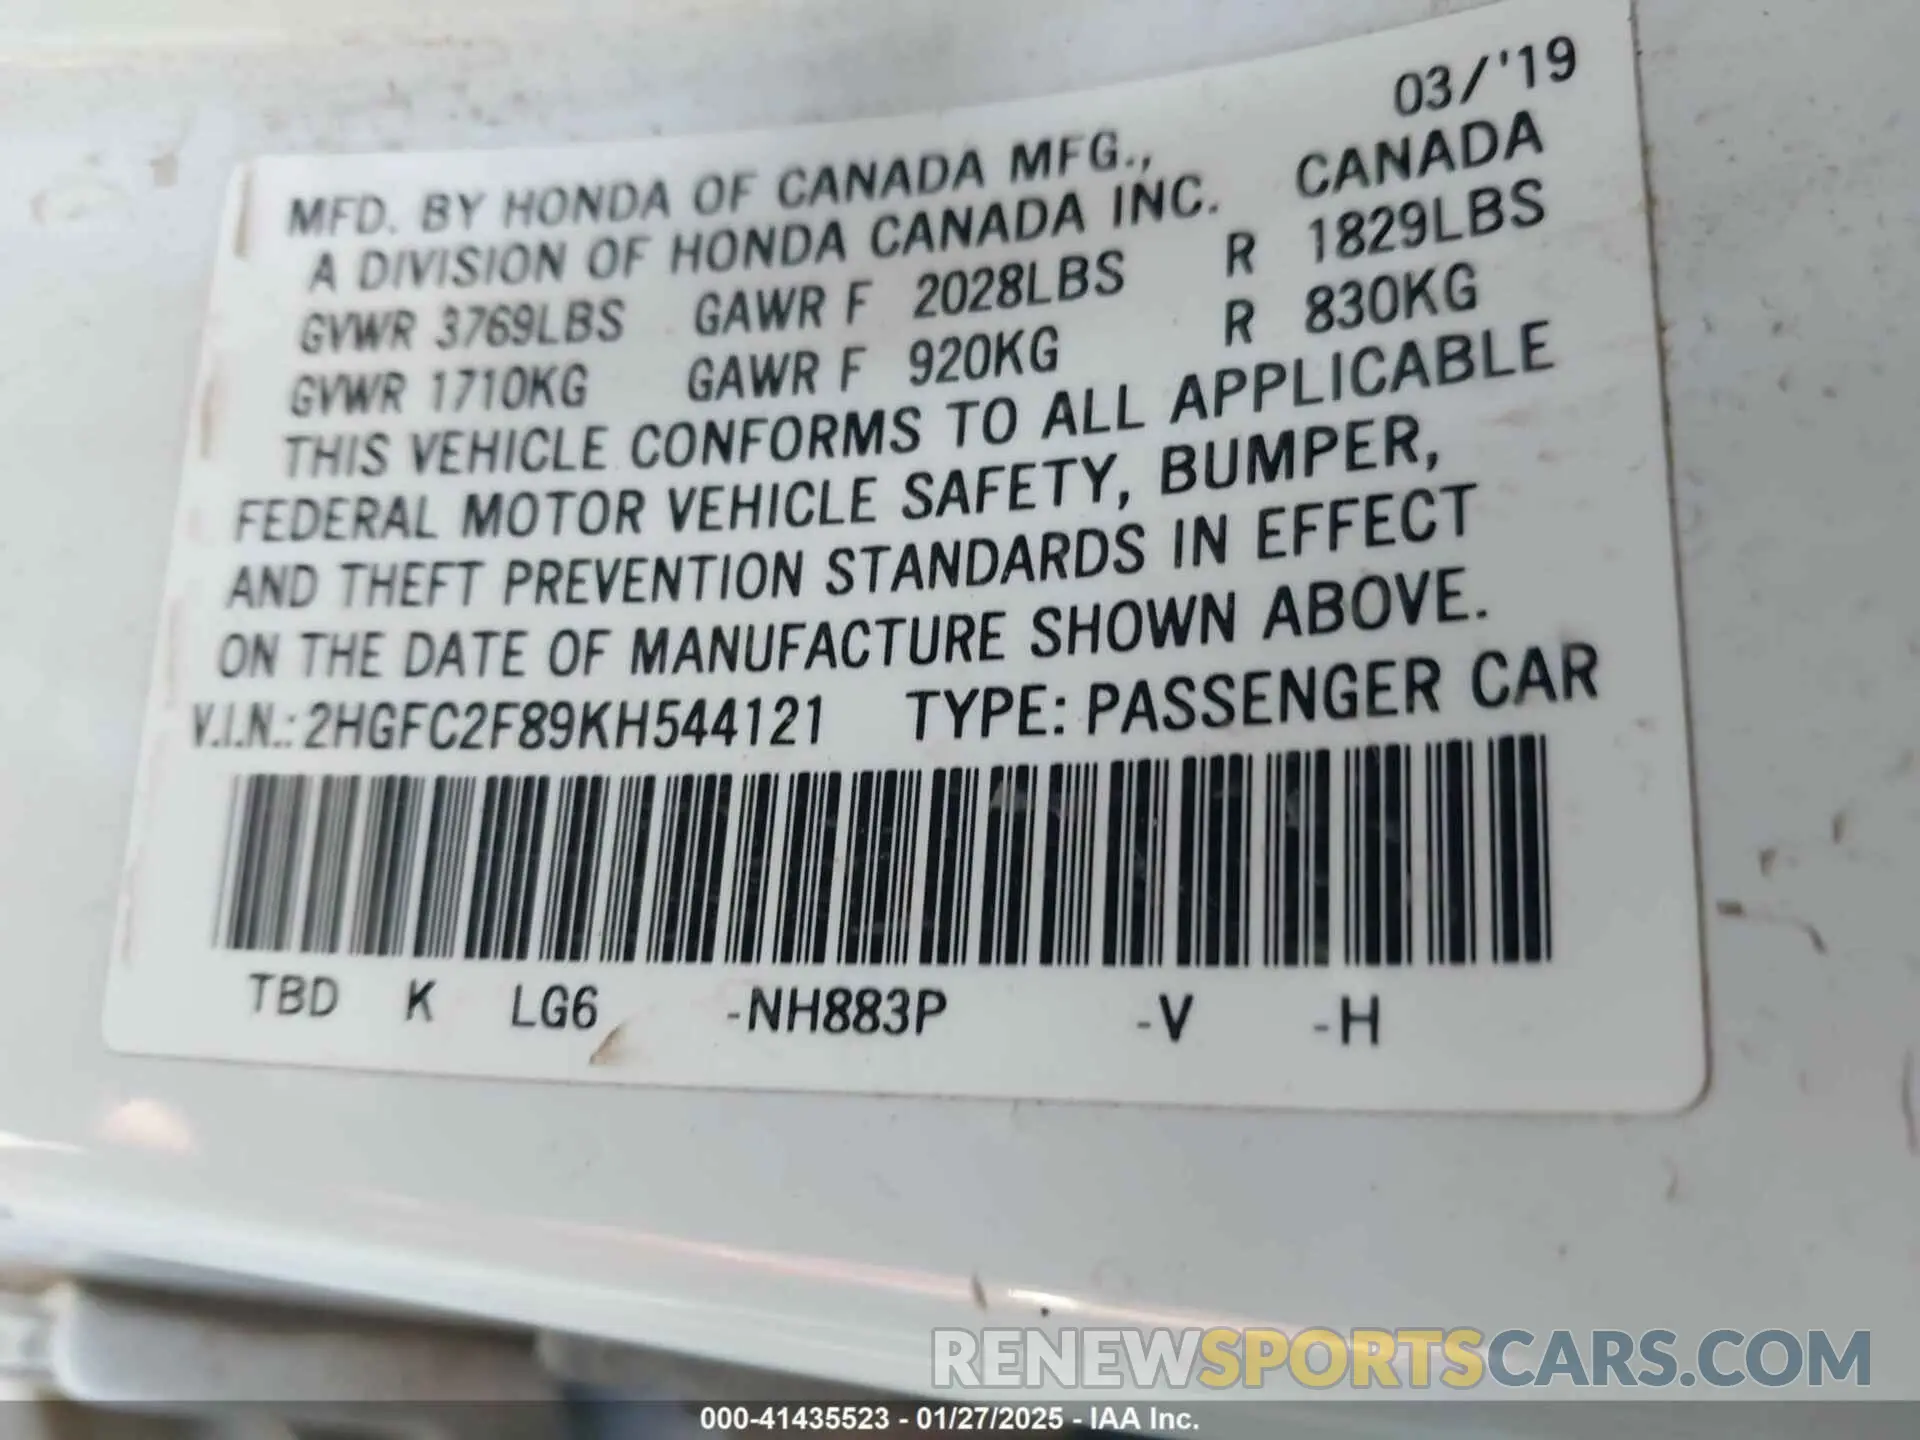 03/'19
MFD. BY HONDA OF CANADA MFG.,
A DIVISION OF HONDA CANADA INC. CANADA
GVWR 3769LBS GAWR F 2028LBS R 1829LBS
GVWR 1710KG GAWR F 920KG R 830KG
THIS VEHICLE CONFORMS TO ALL APPLICABLE
FEDERAL MOTOR VEHICLE SAFETY, BUMPER,
AND THEFT PREVENTION STANDARDS IN EFFECT
ON THE DATE OF MANUFACTURE SHOWN ABOVE.
V.I.N.: 2HGFC2F89KH544121 TYPE: PASSENGER CAR
TBD K LG6 -NH883P -V -H
RENEWSPORTSCARS.COM
000-41435523 - 01/27/2025 - IAA Inc.